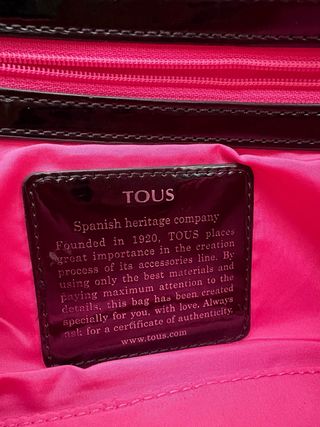 TOUS
Spanish heritage company
Founded in 1920, TOUS places
great importance in the creation
process of its accessories line. By
using only the best materials and
paying maximum attention to the
details, this bag has been created
specially for you, with love. Always
ask for a certificate of authenticity.
www.tous.com